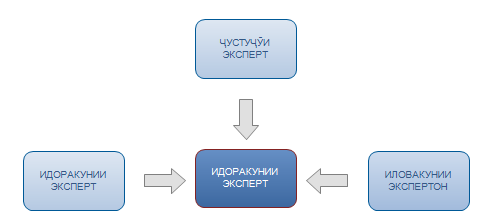 ҶУСТУҶӮИ
ЭКСПЕРТ
ИДОРАКУНИИ
ЭКСПЕРТ
ИДОРАКУНИИ
ЭКСПЕРТ
ИЛОВАКУНИИ
ЭКСПЕРТОН